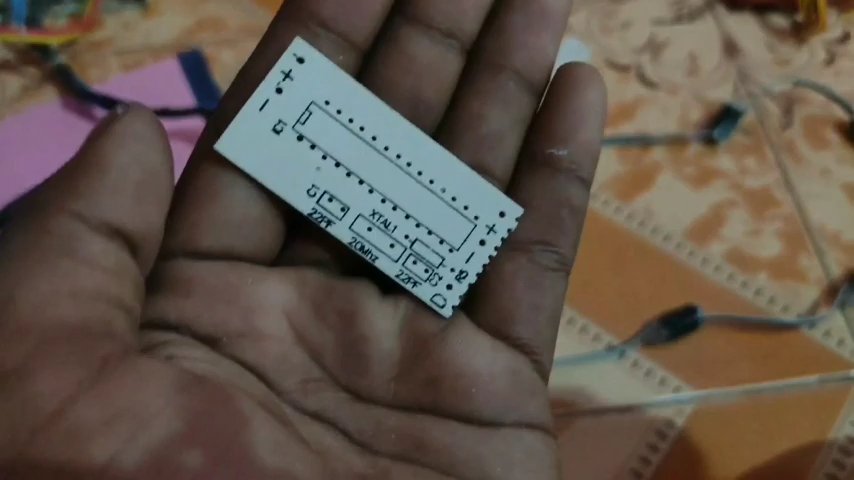 +
C1
22PF
XTAL1
20Mhz
22PF
C2
+